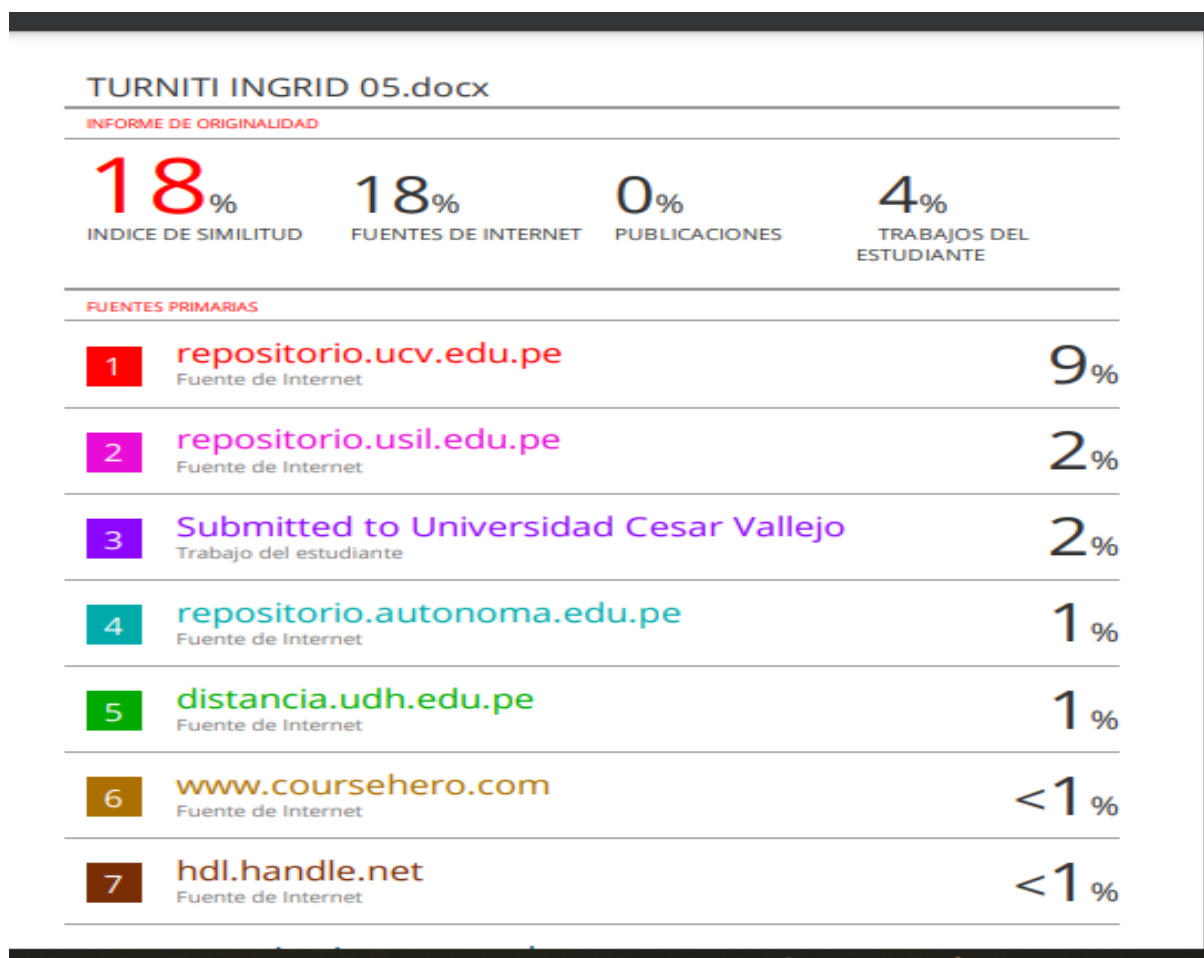 TURNITI INGRID 05.docx
INFORME DE ORIGINALIDAD
18% 18% 0% 4%
INDICE DE SIMILITUD FUENTES DE INTERNET PUBLICACIONES TRABAJOS DEL
ESTUDIANTE
FUENTES PRIMARIAS
1 repositorio.ucv.edu.pe 9%
Fuente de Internet
2 repositorio.usil.edu.pe 2%
Fuente de Internet
3 Submitted to Universidad Cesar Vallejo 2%
Trabajo del estudiante
4 repositorio.autonoma.edu.pe 1%
Fuente de Internet
5 distancia.udh.edu.pe 1%
Fuente de Internet
6 www.coursehero.com <1%
Fuente de Internet
7 hdl.handle.net <1%
Fuente de Internet